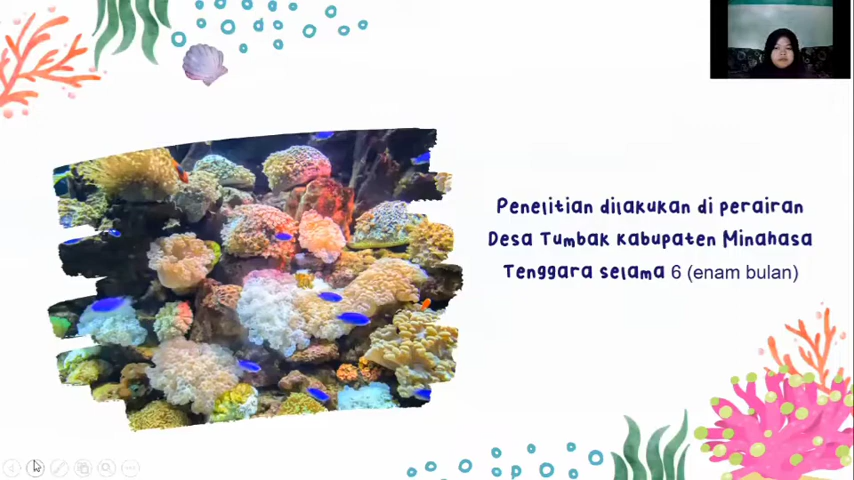 Penelitian dilakukan di perairan
Desa Tumbak kabupaten Minahasa
Tenggara selama 6 (enam bulan)